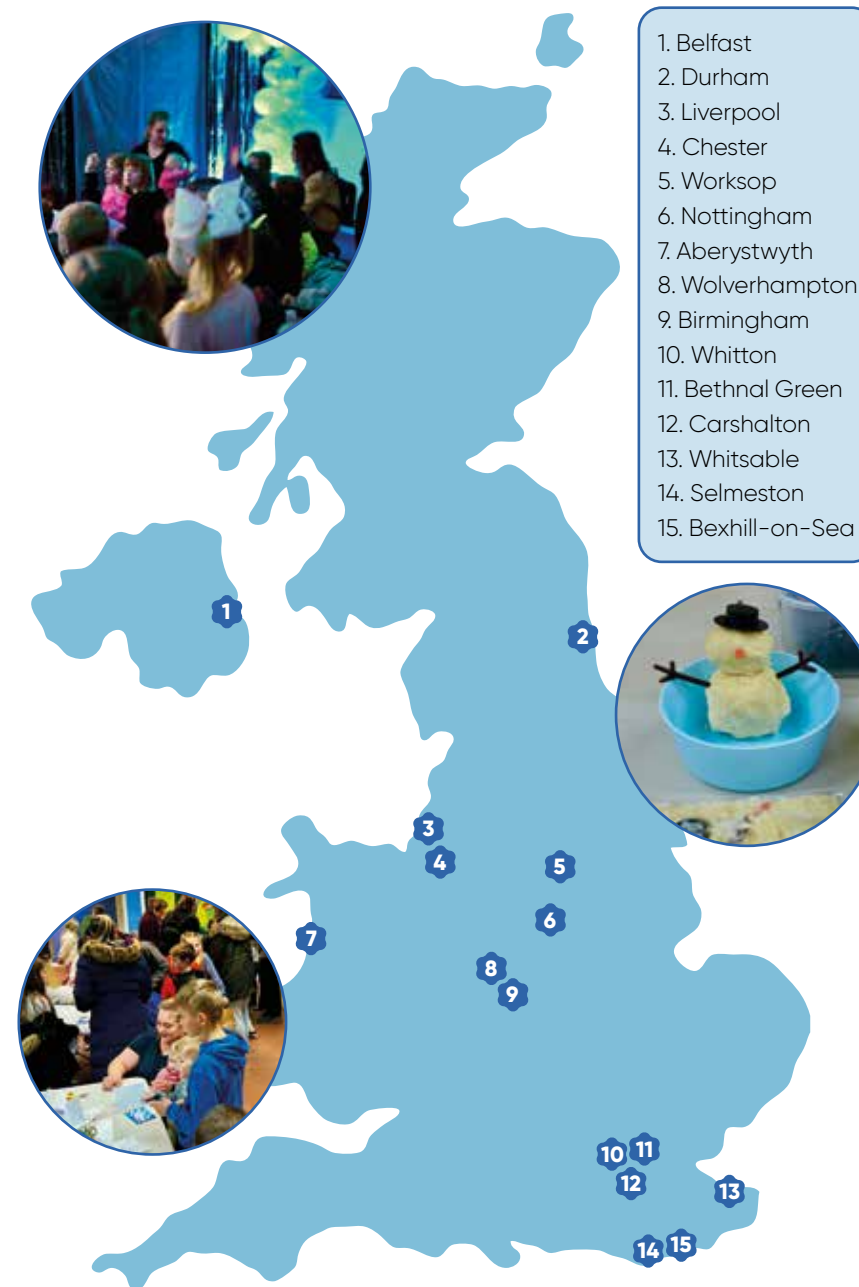 1. Belfast
2. Durham
3. Liverpool
4. Chester
5. Worksop
6. Nottingham
7. Aberystwyth
8. Wolverhampton
9. Birmingham
10. Whitton
11. Bethnal Green
12. Carshalton
13. Whitsable
14. Selmeston
15. Bexhill-on-Sea
1
2
3
4
5
6
7
8
9
10
11
12
13
14
15